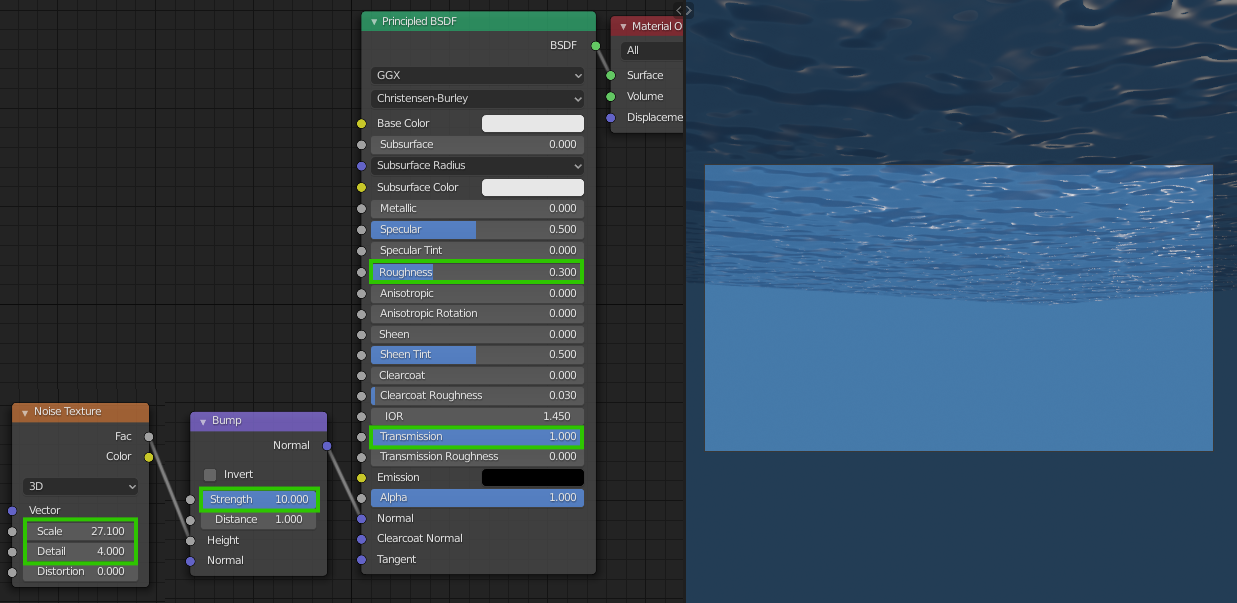 Principled BSDF
BSDF
GGX
Christensen-Burley
Base Color
Subsurface 0.000
Subsurface Radius
Subsurface Color
Metallic 0.000
Specular 0.500
Specular Tint 0.000
Roughness 0.300
Anisotropic 0.000
Anisotropic Rotation 0.000
Sheen 0.000
Sheen Tint 0.500
Clearcoat 0.000
Clearcoat Roughness 0.030
IOR 1.450
Transmission 1.000
Transmission Roughness 0.000
Emission
Alpha 1.000
Normal
Clearcoat Normal
Tangent
Material O
All
Surface
Volume
Displaceme
Noise Texture
Fac
Color
3D
Vector
Scale 27.100
Detail 4.000
Distortion 0.000
Bump
Normal
Invert
Strength 10.000
Distance 1.000
Height
Normal